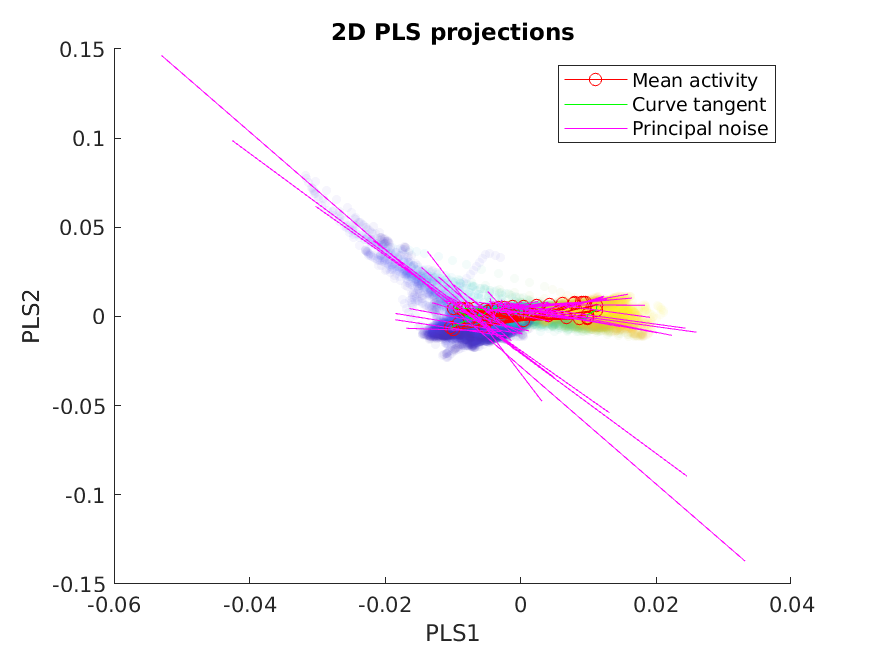 2D PLS projections
Mean activity
Curve tangent
Principal noise
0.15
0.1
0.05
0
-0.05
-0.1
-0.15
PLS2
-0.06
-0.04
-0.02
0
0.02
0.04
PLS1